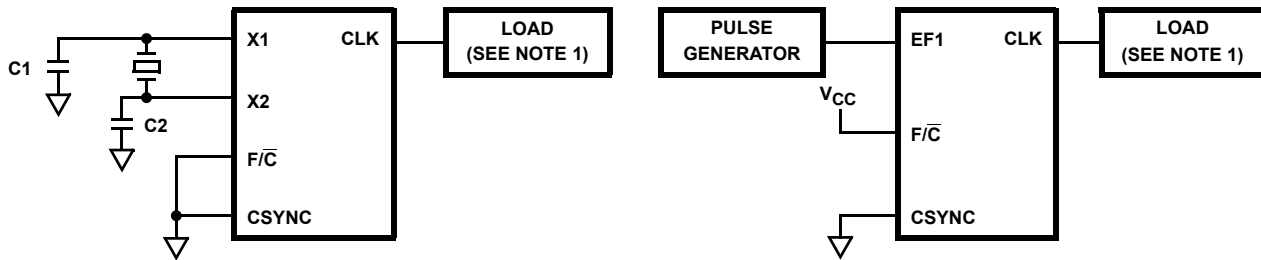 C1
C2
X1
X2
F/C̅
CSYNC
CLK
LOAD
(SEE NOTE 1)
PULSE
GENERATOR
VCC
EF1
F/C̅
CSYNC
CLK
LOAD
(SEE NOTE 1)